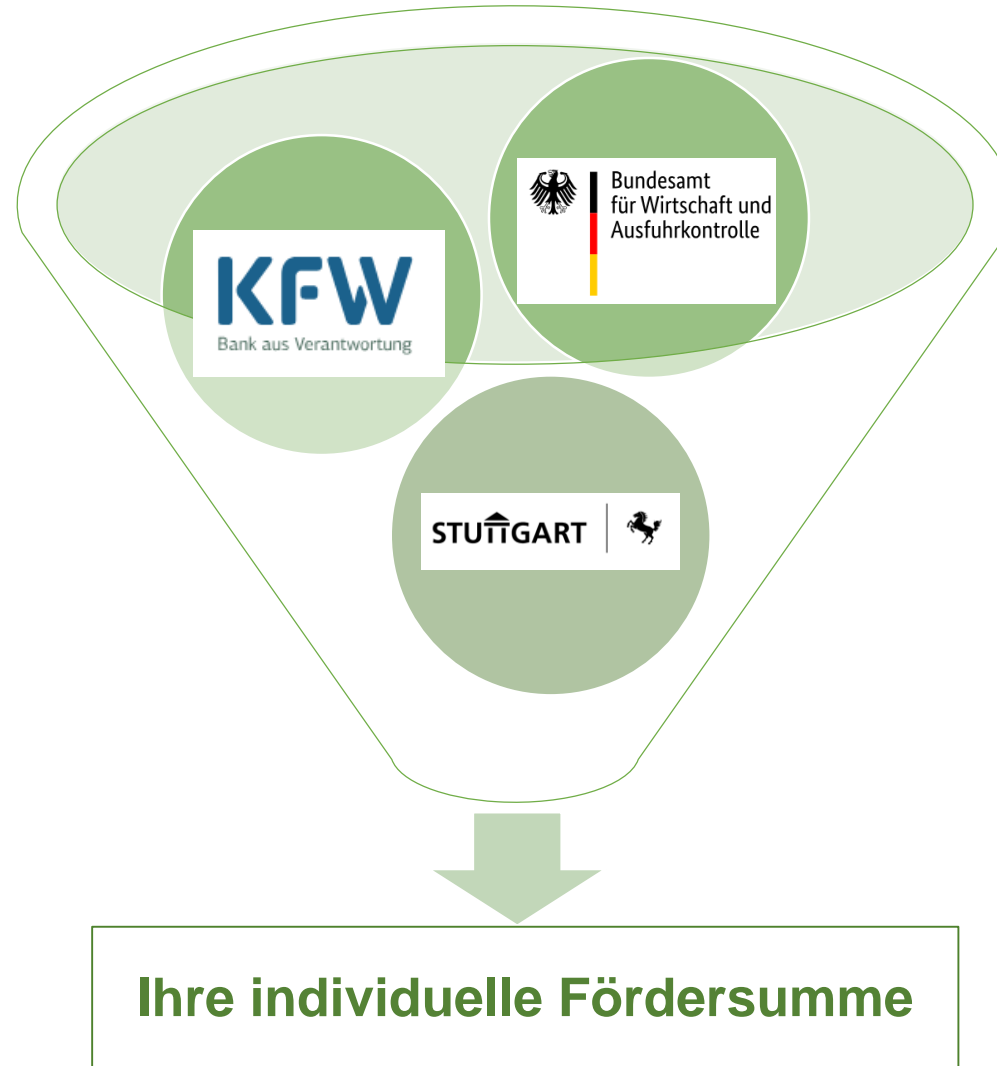 Bundesamt
für Wirtschaft und
Ausfuhrkontrolle
KFW
Bank aus Verantwortung
STUTTGART
Ihre individuelle Fördersumme